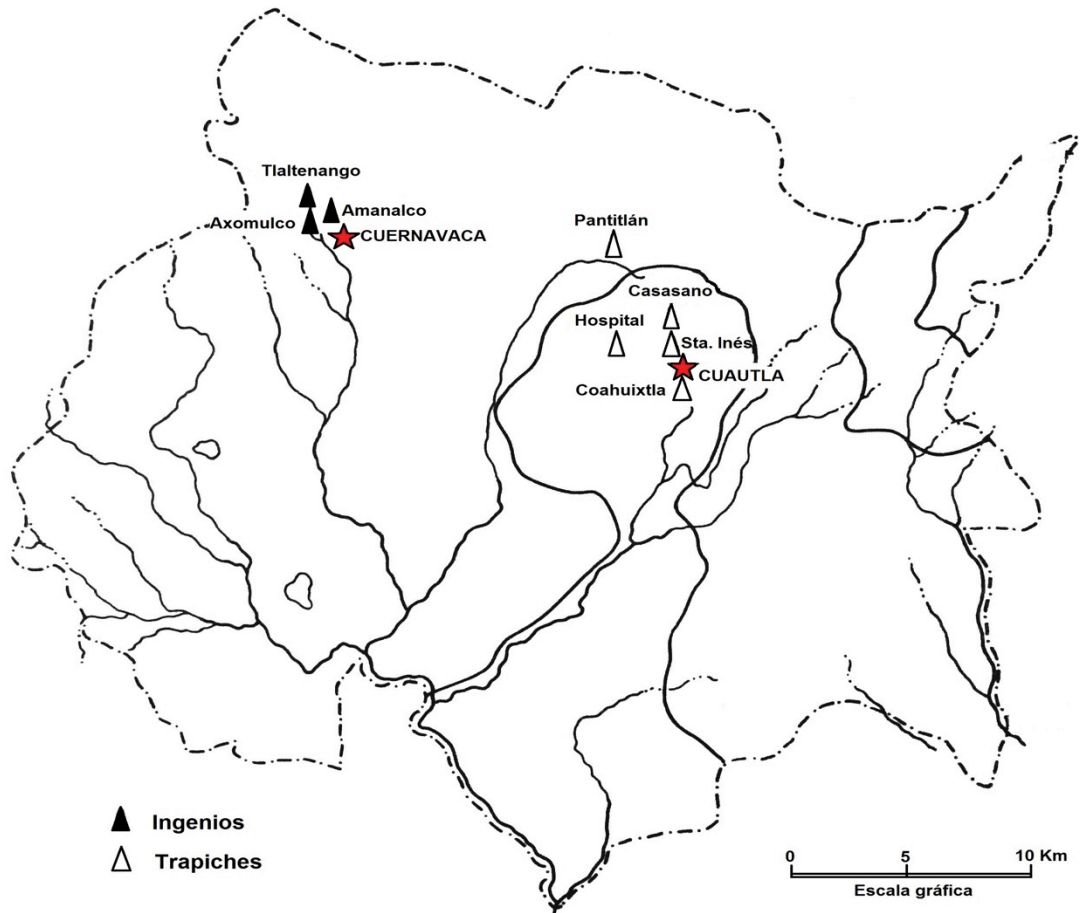 Tlaltenango
Amanalco
Axomulco
CUERNAVACA
Pantitlán
Casasano
Hospital
Sta. Inés
CUAUTLA
Coahuixtla
Ingenios
Trapiches
0 5 10 Km
Escala gráfica